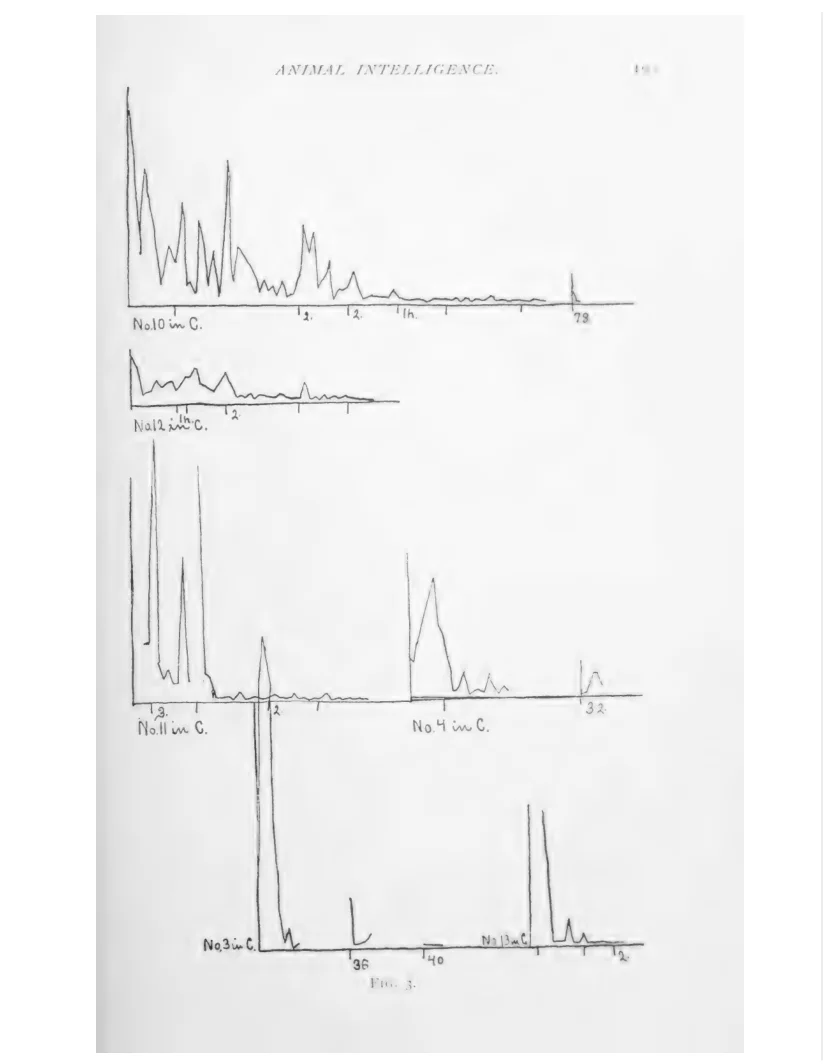 ANIMAL INTELLIGENCE.
2. 2. 1h. 78
No.10 in C.
2.
No.12 in C.
1h.
3. 2
No.11 in C.
32
No.4 in C.
No.3 in C.
No.13 in C.
36 40 2.
FIG. 3.